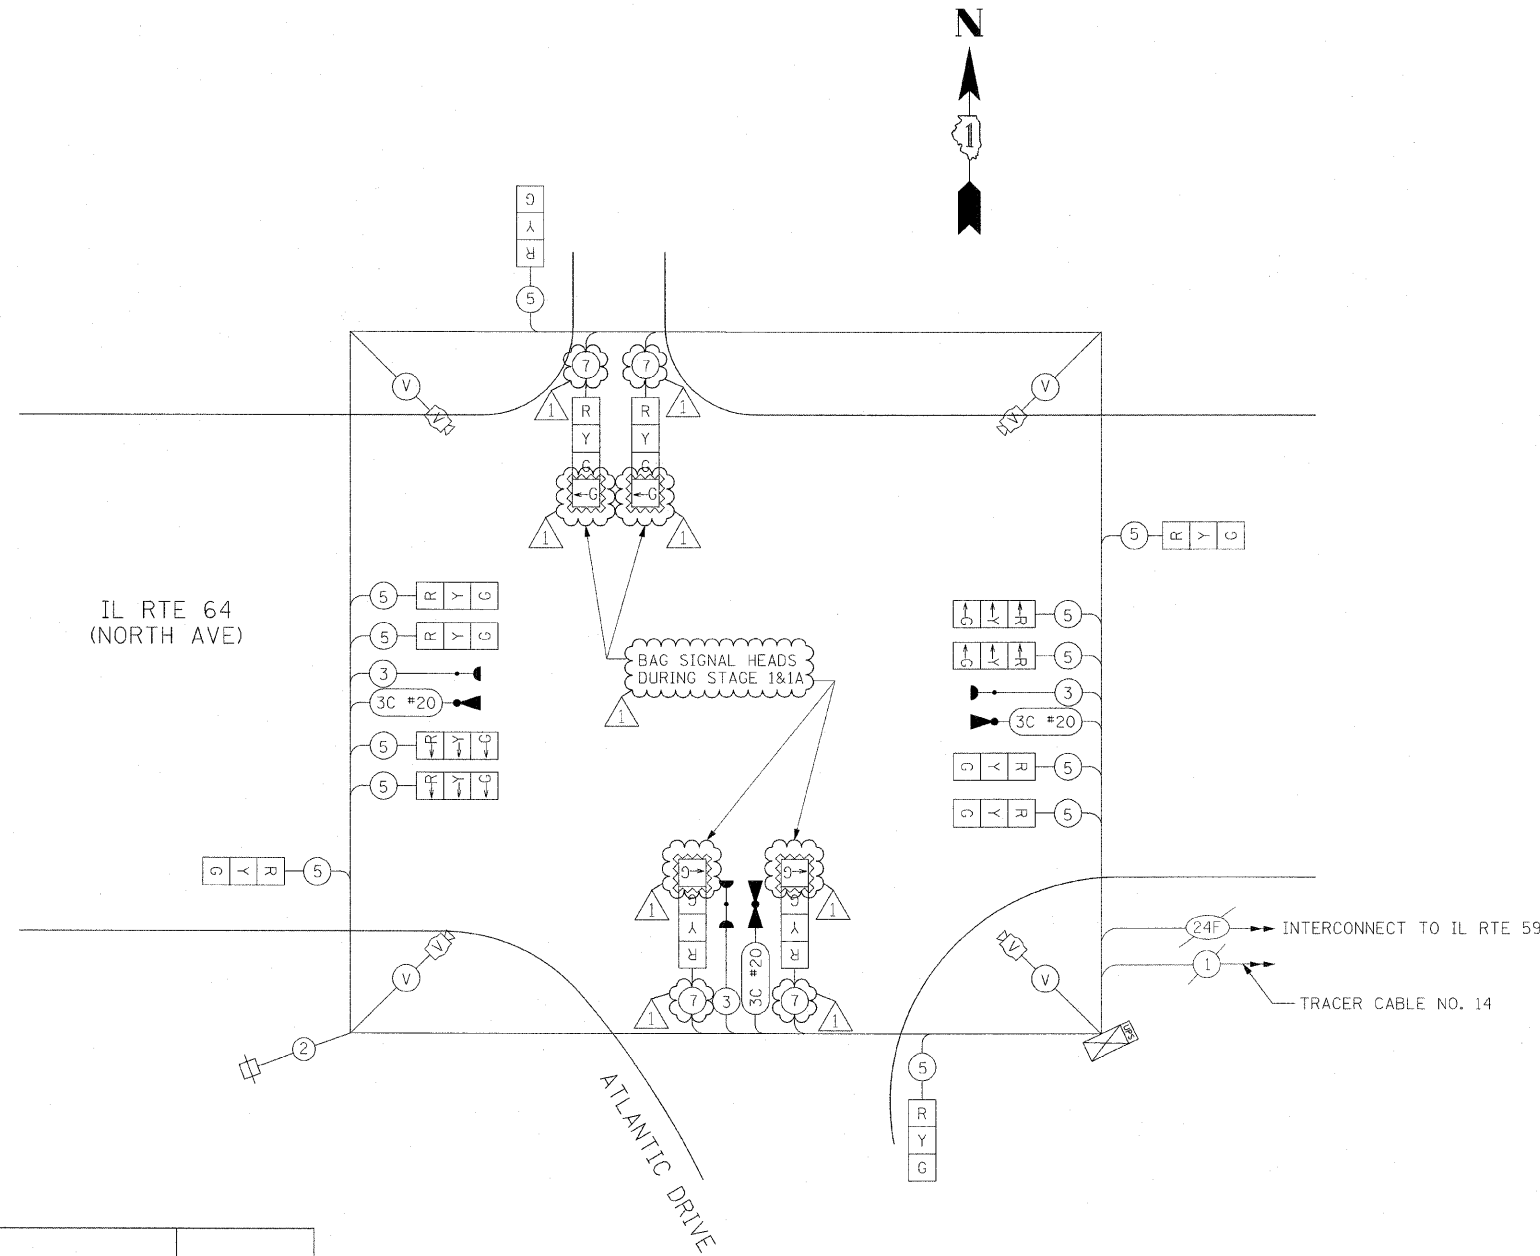 N
1
G
Y
R
5
7
7
V
V
1
1
R
Y
G
R
Y
G
V
V
←G
←G
1
1
5
R Y G
IL RTE 64
(NORTH AVE)
5
R Y G
5
R Y G
3
3C #20
5
R Y G
5
R Y G
G Y R
5
G Y R
5
3
3C #20
G Y R
5
G Y R
5
BAG SIGNAL HEADS
DURING STAGE 1&1A
1
G Y R
5
G→
G→
1
1
G
Y
R
G
Y
R
V
V
V
V
3C #20
7
3
7
1
1
24F
INTERCONNECT TO IL RTE 59
1
TRACER CABLE NO. 14
UPS
2
5
R
Y
G
ATLANTIC DRIVE